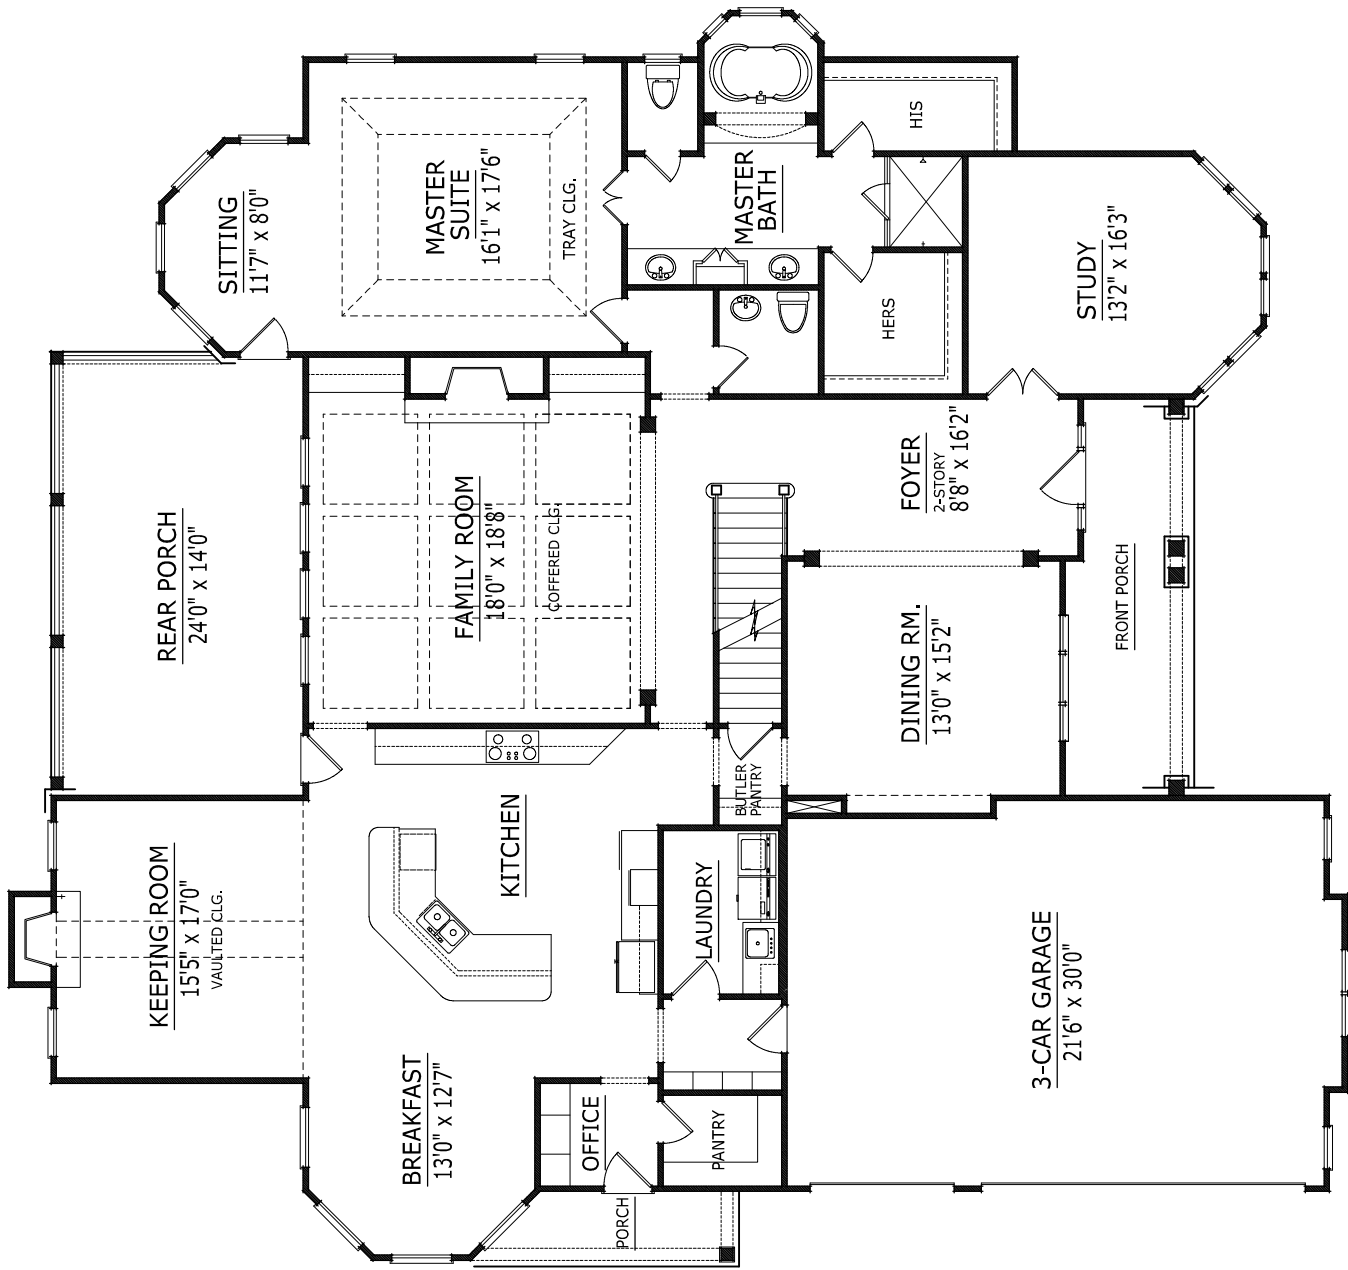 HIS
MASTER
BATH
MASTER
SUITE
16'1" x 17'6"
TRAY CLG.
SITTING
11'7" x 8'0"
STUDY
13'2" x 16'3"
HERS
FOYER
2-STORY
8'8" x 16'2"
REAR PORCH
24'0" x 14'0"
FAMILY ROOM
18'0" x 18'8"
COFFERED CLG.
FRONT PORCH
DINING RM.
13'0" x 15'2"
BUTLER
PANTRY
KITCHEN
LAUNDRY
KEEPING ROOM
15'5" x 17'0"
VAULTED CLG.
3-CAR GARAGE
21'6" x 30'0"
BREAKFAST
13'0" x 12'7"
OFFICE
PANTRY
PORCH